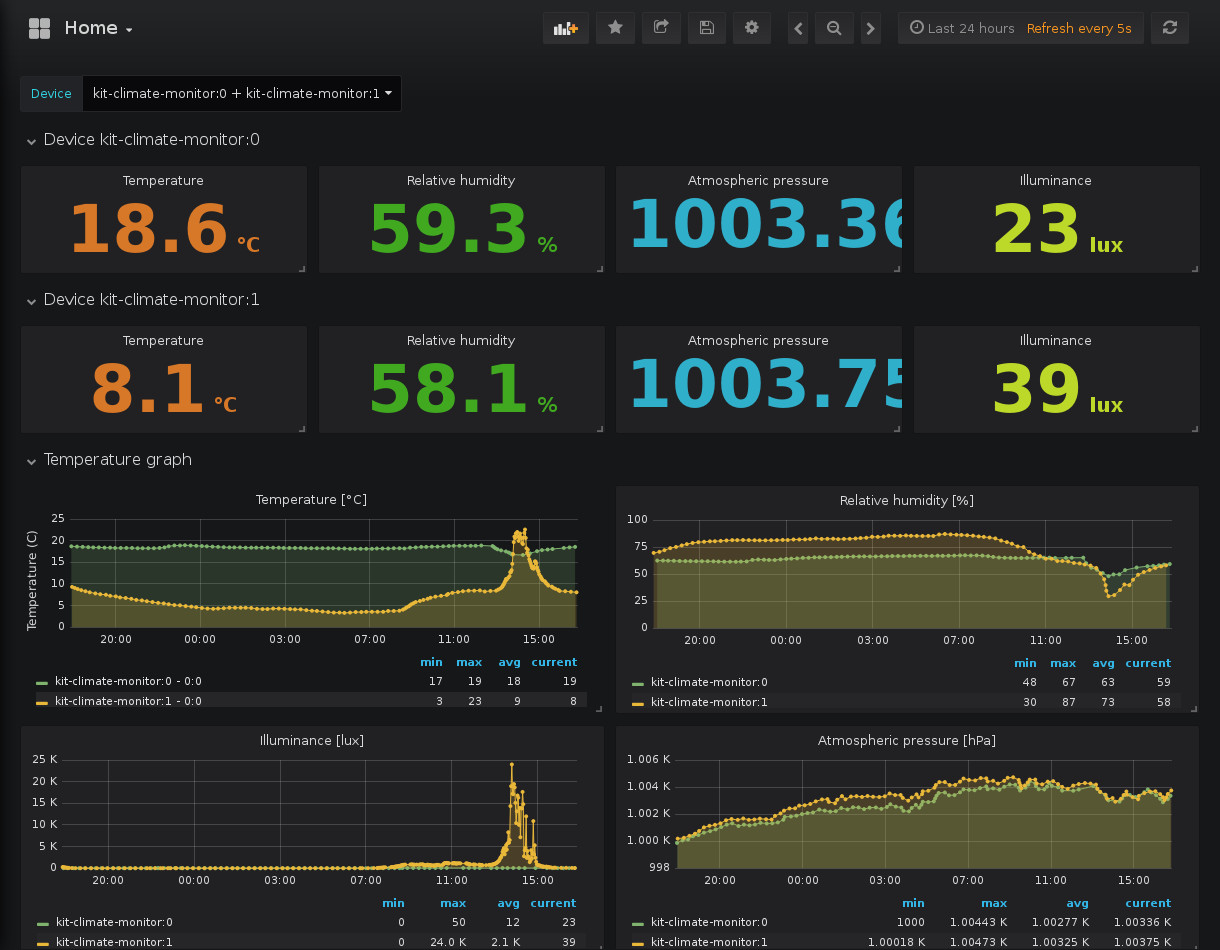 Home
Last 24 hours Refresh every 5s
Device kit-climate-monitor:0 + kit-climate-monitor:1
Device kit-climate-monitor:0
Temperature Relative humidity Atmospheric pressure Illuminance
18.6 °C 59.3 % 1003.36 23 lux
Device kit-climate-monitor:1
Temperature Relative humidity Atmospheric pressure Illuminance
8.1 °C 58.1 % 1003.75 39 lux
Temperature graph
Temperature [°C]
Temperature (C)
25
20
15
10
5
0
20:00 00:00 03:00 07:00 11:00 15:00
min max avg current
kit-climate-monitor:0 - 0:0 17 19 18 19
kit-climate-monitor:1 - 0:0 3 23 9 8
Relative humidity [%]
100
75
50
25
0
20:00 00:00 03:00 07:00 11:00 15:00
min max avg current
kit-climate-monitor:0 48 67 63 59
kit-climate-monitor:1 30 87 73 58
Illuminance [lux]
25 K
20 K
15 K
10 K
5 K
0
20:00 00:00 03:00 07:00 11:00 15:00
min max avg current
kit-climate-monitor:0 0 50 12 23
kit-climate-monitor:1 0 24.0 K 2.1 K 39
Atmospheric pressure [hPa]
1.006 K
1.004 K
1.002 K
1.000 K
998
20:00 00:00 03:00 07:00 11:00 15:00
min max avg current
kit-climate-monitor:0 1000 1.00443 K 1.00277 K 1.00336 K
kit-climate-monitor:1 1.00018 K 1.00473 K 1.00325 K 1.00375 K